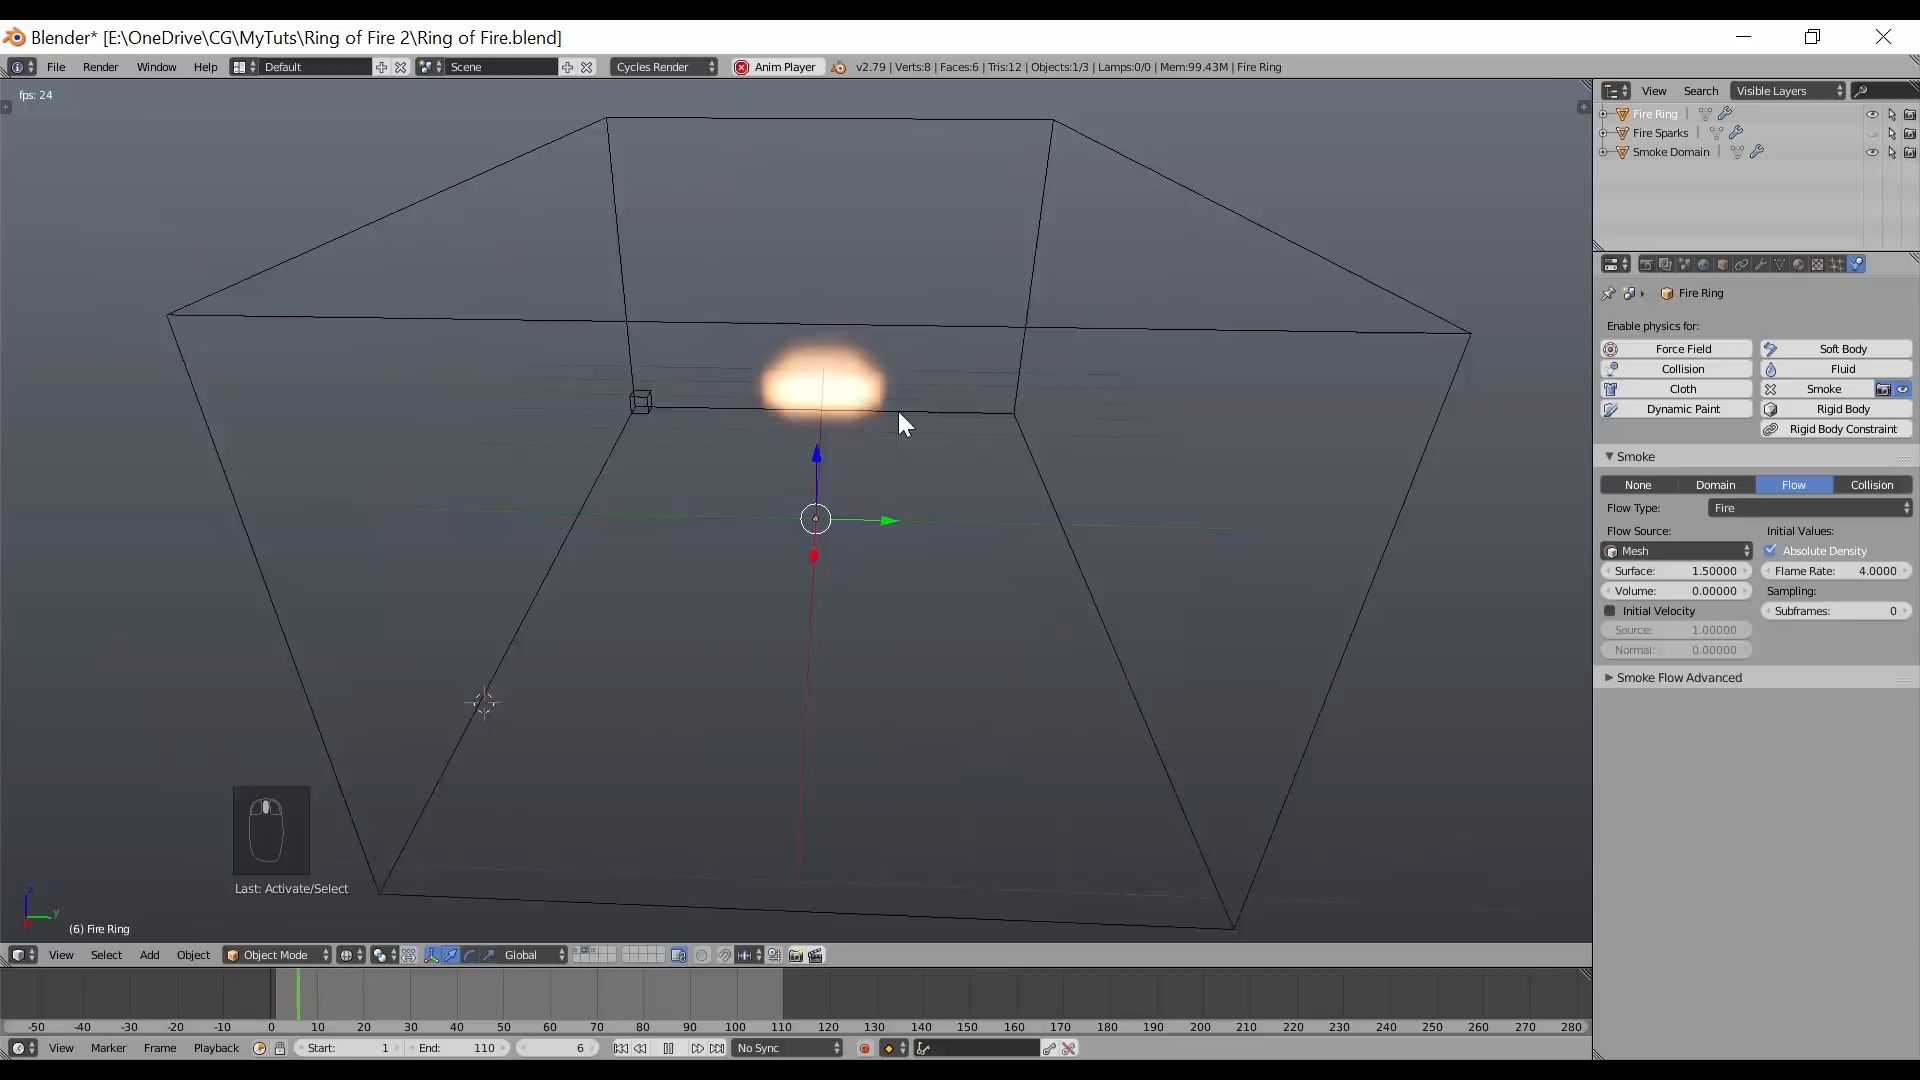 Blender* [E:\OneDrive\CG\MyTuts\Ring of Fire 2\Ring of Fire.blend]
File Render Window Help Default Scene Cycles Render Anim Player v2.79 | Verts:8 | Faces:6 | Tris:12 | Objects:1/3 | Lamps:0/0 | Mem:99.43M | Fire Ring
fps: 24
View Search Visible Layers
Fire Ring
Fire Sparks
Smoke Domain
Fire Ring
Enable physics for:
Force Field Soft Body
Collision Fluid
Cloth Smoke
Dynamic Paint Rigid Body
Rigid Body Constraint
Smoke
None Domain Flow Collision
Flow Type: Fire
Flow Source: Initial Values:
Mesh Absolute Density
Surface: 1.50000 Flame Rate: 4.0000
Volume: 0.00000 Sampling:
Initial Velocity Subframes: 0
Source: 1.00000
Normal: 0.00000
Smoke Flow Advanced
Last: Activate/Select
z
y
(6) Fire Ring
View Select Add Object Object Mode Global
-50 -40 -30 -20 -10 0 10 20 30 40 50 60 70 80 90 100 110 120 130 140 150 160 170 180 190 200 210 220 230 240 250 260 270 280
View Marker Frame Playback Start: 1 End: 110 6 No Sync